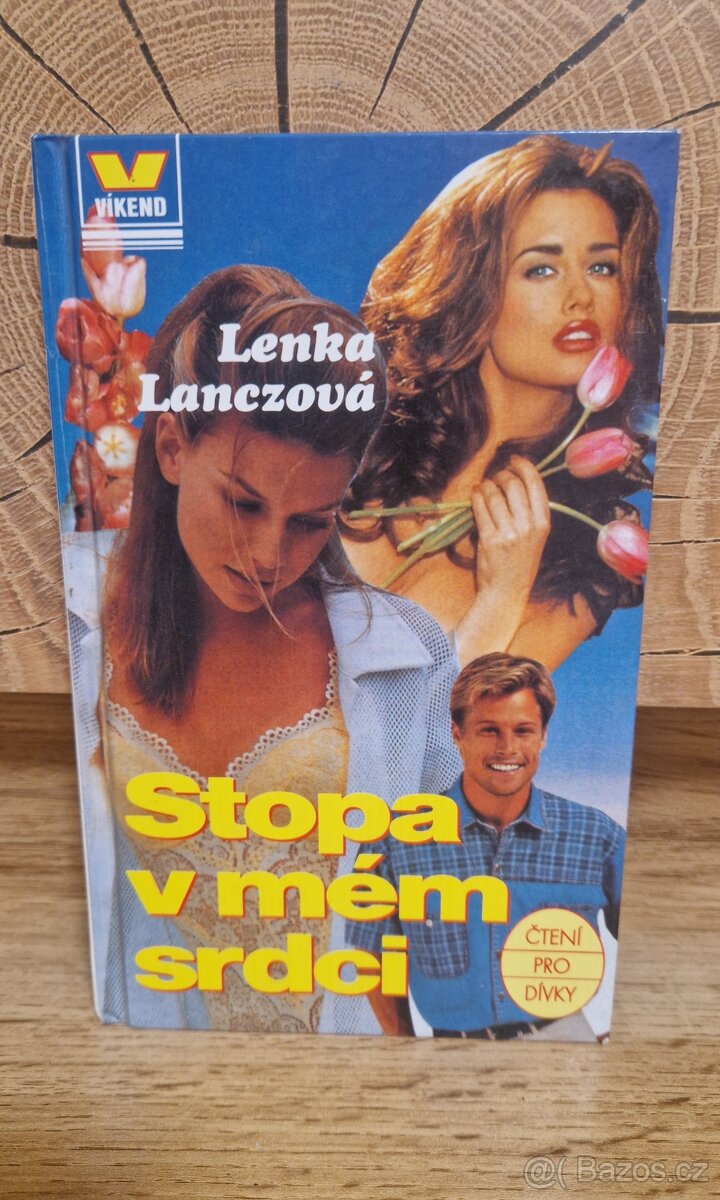 VÍKEND
Lenka
Lanczová
Stopa
v mém
srdci
ČTENÍ
PRO
DÍVKY
@( Bazos.cz